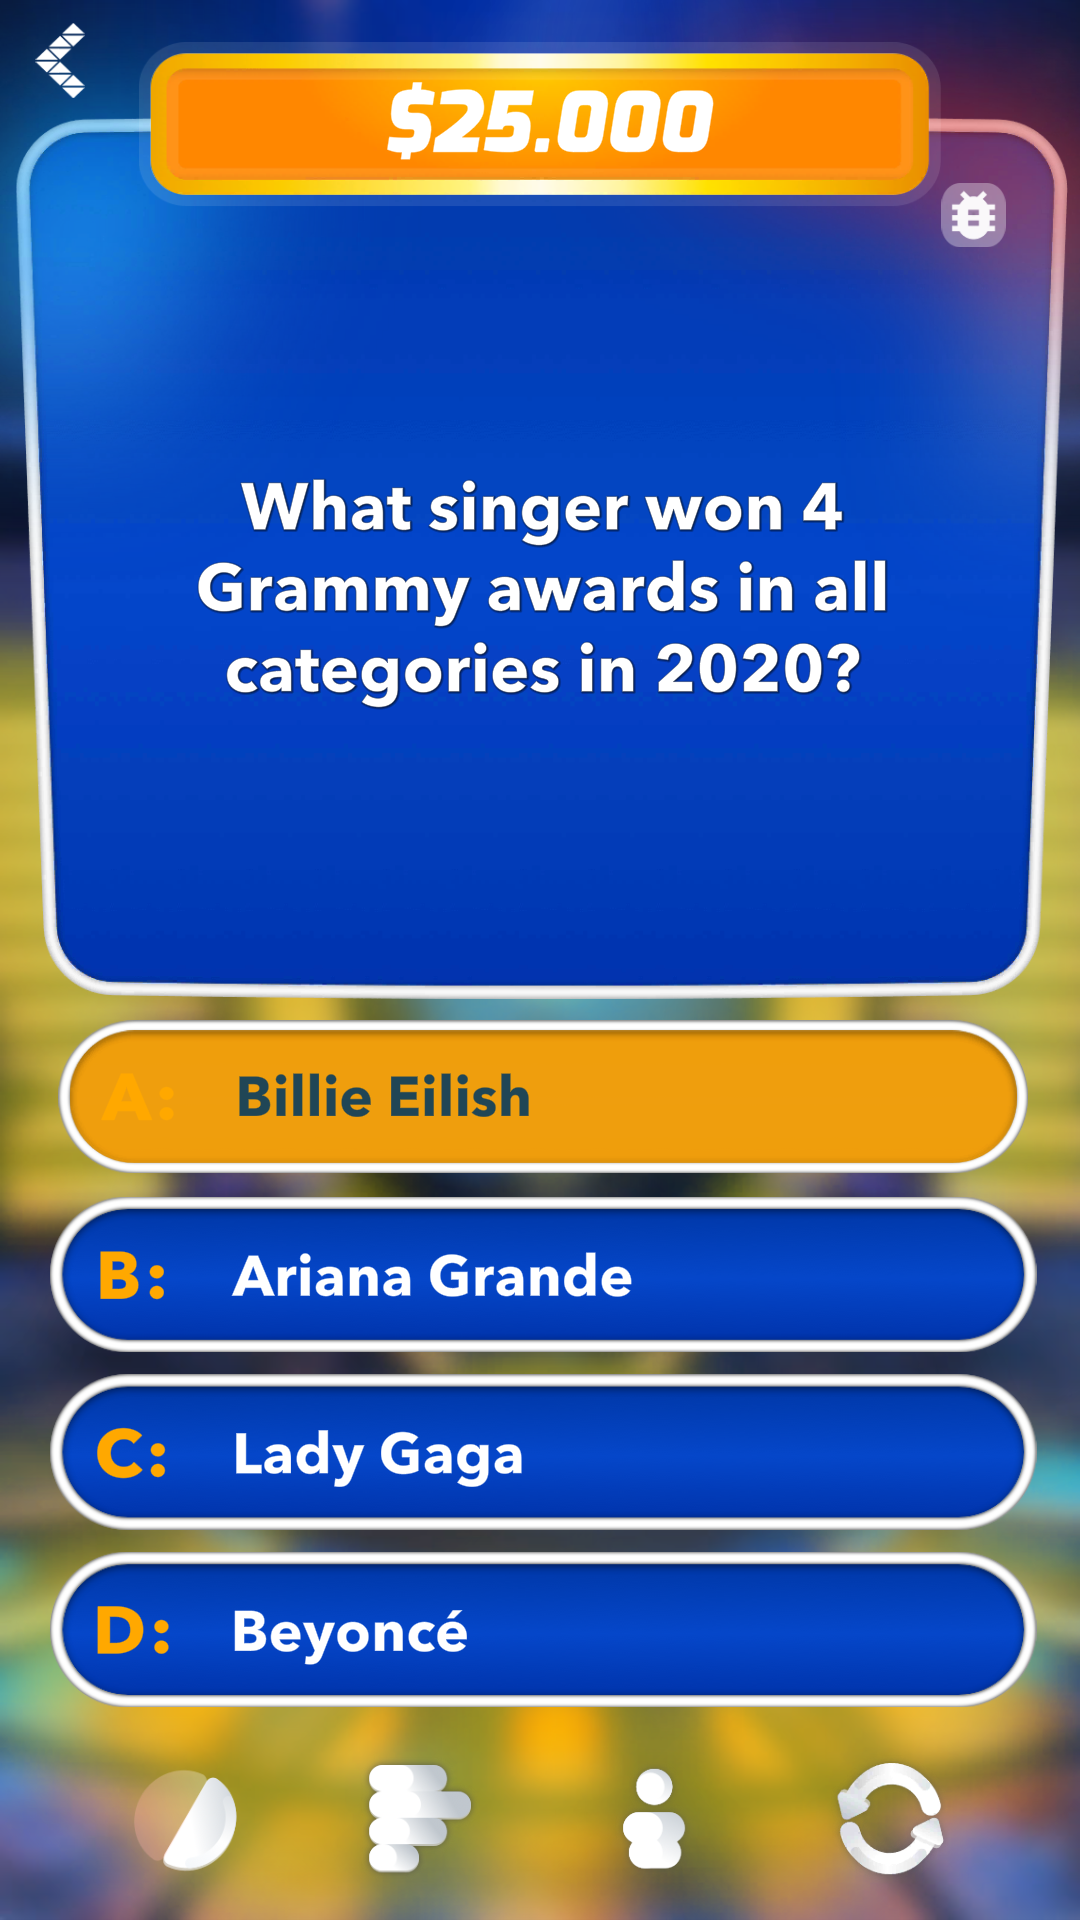 $25.000
What singer won 4
Grammy awards in all
categories in 2020?
A: Billie Eilish
B: Ariana Grande
C: Lady Gaga
D: Beyoncé